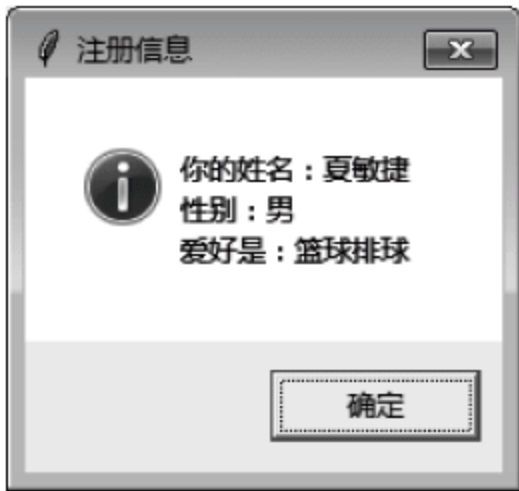 注册信息
你的姓名：夏敏捷
性别：男
爱好是：篮球排球
确定